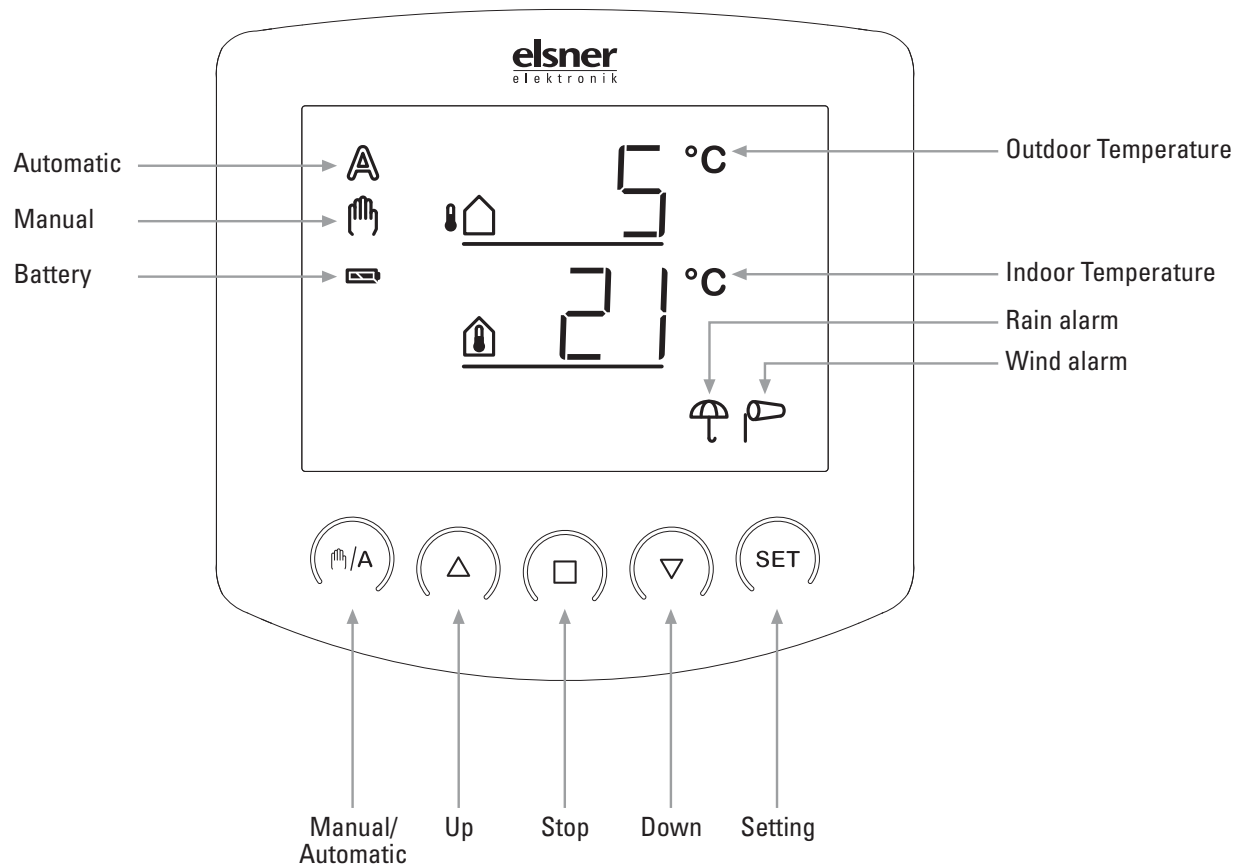 elsner
elektronik
Automatic
A
5 °C
Outdoor Temperature
Manual
Battery
21 °C
Indoor Temperature
Rain alarm
Wind alarm
/A
SET
Manual/
Automatic
Up
Stop
Down
Setting